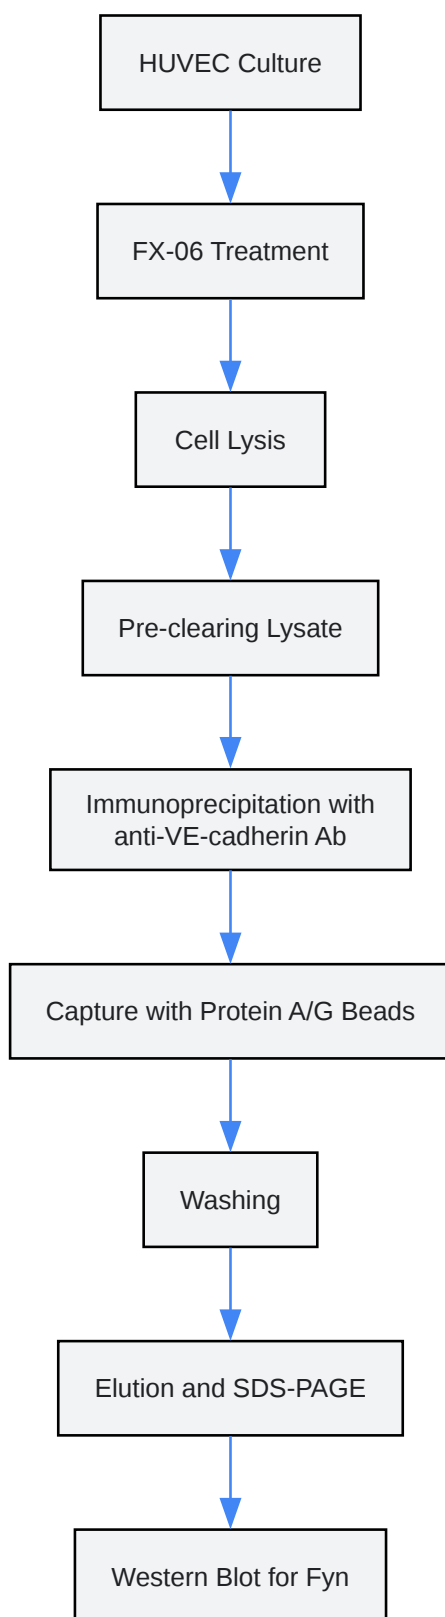 HUVEC Culture
FX-06 Treatment
Cell Lysis
Pre-clearing Lysate
Immunoprecipitation with
anti-VE-cadherin Ab
Capture with Protein A/G Beads
Washing
Elution and SDS-PAGE
Western Blot for Fyn